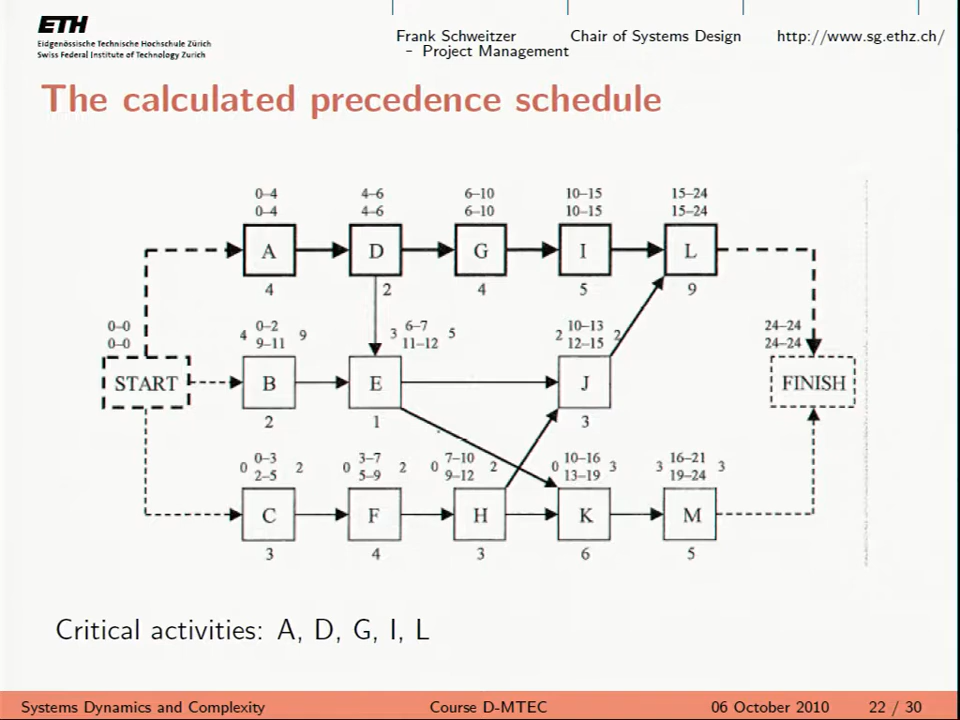 ETH
Eidgenössische Technische Hochschule Zürich
Swiss Federal Institute of Technology Zurich
Frank Schweitzer
– Project Management
Chair of Systems Design
http://www.sg.ethz.ch/
The calculated precedence schedule
0–4 4–6 6–10 10–15 15–24
0–4 4–6 6–10 10–15 15–24
A D G I L
4 2 4 5 9
0–0 4 0–2 9 3 6–7 5 2 10–13 2 24–24
0–0 9–11 11–12 12–15 24–24
START B E J FINISH
2 1 3
0 0–3 2 0 3–7 2 0 7–10 2 0 10–16 3 3 16–21 3
2–5 5–9 9–12 13–19 19–24
C F H K M
3 4 3 6 5
Critical activities: A, D, G, I, L
Systems Dynamics and Complexity Course D-MTEC 06 October 2010 22 / 30